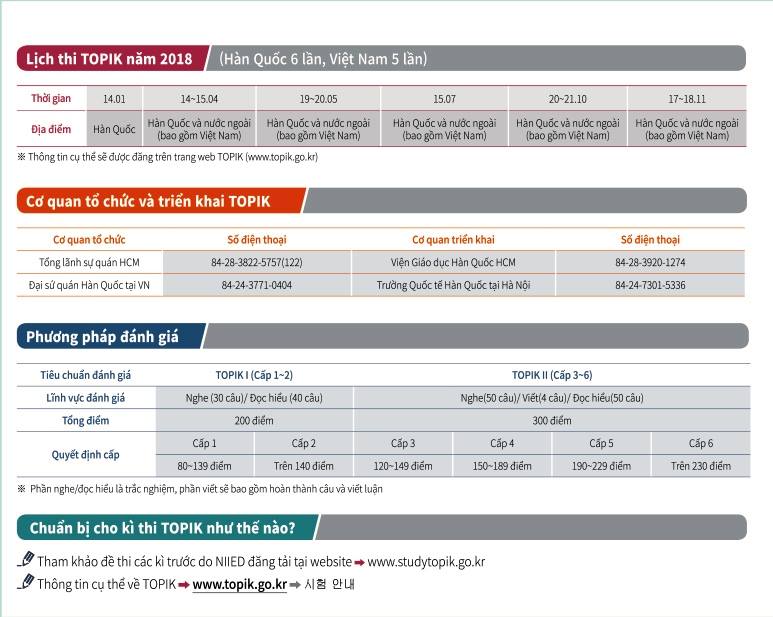 Lịch thi TOPIK năm 2018 (Hàn Quốc 6 lần, Việt Nam 5 lần)
Thời gian 14.01 14~15.04 19~20.05 15.07 20~21.10 17~18.11
Địa điểm Hàn Quốc Hàn Quốc và nước ngoài (bao gồm Việt Nam) Hàn Quốc và nước ngoài (bao gồm Việt Nam) Hàn Quốc và nước ngoài (bao gồm Việt Nam) Hàn Quốc và nước ngoài (bao gồm Việt Nam) Hàn Quốc và nước ngoài (bao gồm Việt Nam)
※ Thông tin cụ thể sẽ được đăng trên trang web TOPIK (www.topik.go.kr)
Cơ quan tổ chức và triển khai TOPIK
Cơ quan tổ chức Số điện thoại Cơ quan triển khai Số điện thoại
Tổng lãnh sự quán HCM 84-28-3822-5757(122) Viện Giáo dục Hàn Quốc HCM 84-28-3920-1274
Đại sứ quán Hàn Quốc tại VN 84-24-3771-0404 Trường Quốc tế Hàn Quốc tại Hà Nội 84-24-7301-5336
Phương pháp đánh giá
Tiêu chuẩn đánh giá TOPIK I (Cấp 1~2) TOPIK II (Cấp 3~6)
Lĩnh vực đánh giá Nghe (30 câu)/ Đọc hiểu (40 câu) Nghe(50 câu)/ Viết(4 câu)/ Đọc hiểu(50 câu)
Tổng điểm 200 điểm 300 điểm
Quyết định cấp Cấp 1 Cấp 2 Cấp 3 Cấp 4 Cấp 5 Cấp 6
80~139 điểm Trên 140 điểm 120~149 điểm 150~189 điểm 190~229 điểm Trên 230 điểm
※ Phần nghe/đọc hiểu là trắc nghiệm, phần viết sẽ bao gồm hoàn thành câu và viết luận
Chuẩn bị cho kì thi TOPIK như thế nào?
Tham khảo đề thi các kì trước do NIIED đăng tải tại website ➡ www.studytopik.go.kr
Thông tin cụ thể về TOPIK ➡ www.topik.go.kr ➡ 시험 안내